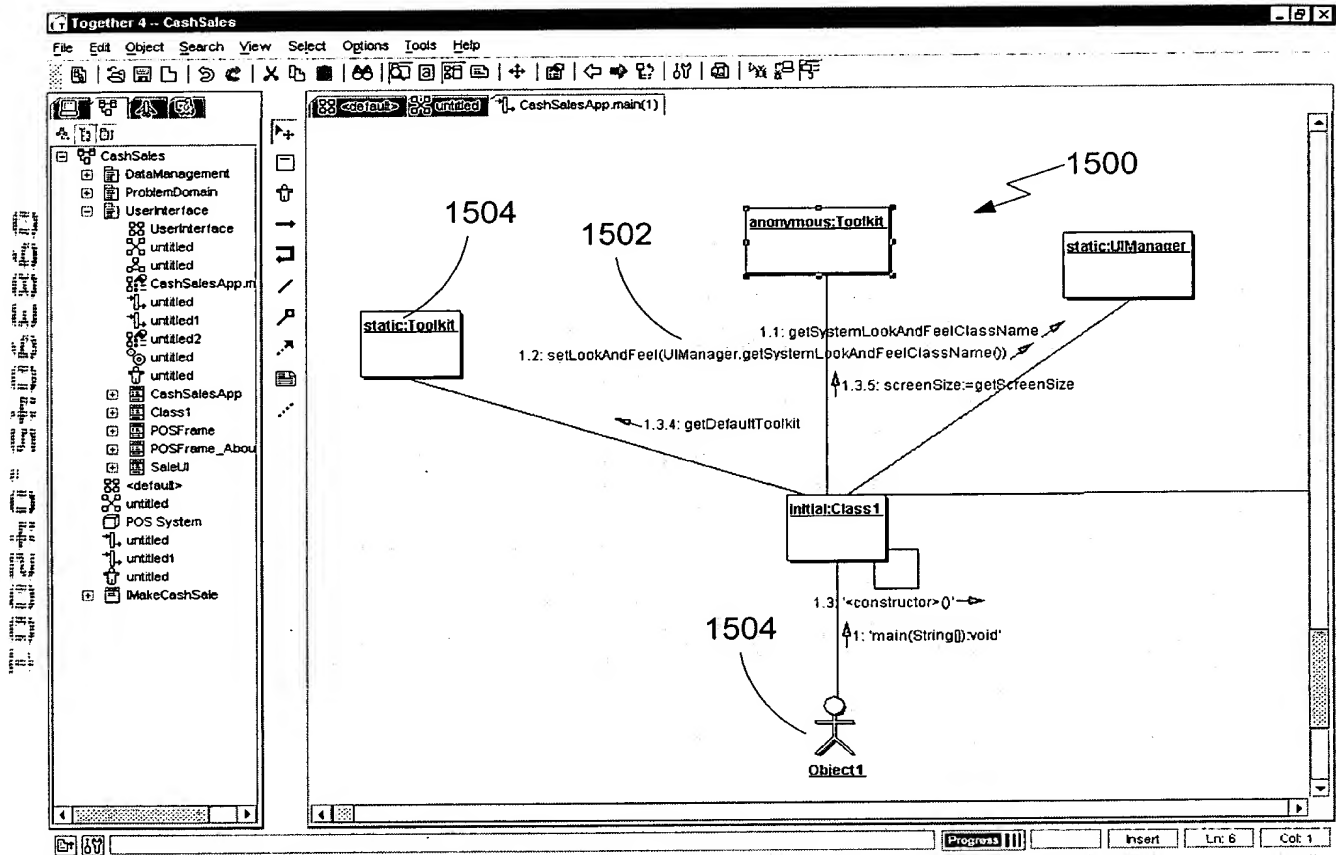 Together 4 -- CashSales
File Edit Object Search View Select Options Tools Help
<default> untitled CashSalesApp.main(1)
CashSales
DataManagement
ProblemDomain
UserInterface
UserInterface
untitled
untitled
CashSalesApp.m
untitled
untitled1
untitled2
untitled
untitled
CashSalesApp
Class1
POSFrame
POSFrame_Abou
SaleUI
<default>
untitled
POS System
untitled
untitled1
untitled
IMakeCashSale
1500
1504
1502
anonymous:Toolkit
static:UIManager
static:Toolkit
1.1: getSystemLookAndFeelClassName
1.2: setLookAndFeel(UIManager.getSystemLookAndFeelClassName())
1.3.5: screenSize:=getScreenSize
1.3.4: getDefaultToolkit
Initial:Class1
1.3: '<constructor>()'
1: 'main(String[]):void'
1504
Object1
Progress Insert Ln: 6 Col: 1